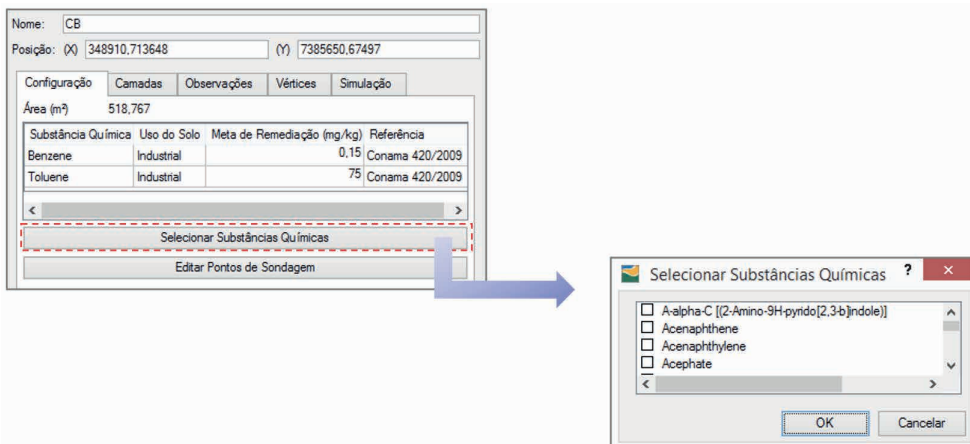 Nome: CB
Posição: (X) 348910,713648 (Y) 7385650,67497
Configuração Camadas Observações Vértices Simulação
Área (m²) 518,767
Substância Química Uso do Solo Meta de Remediação (mg/kg) Referência
Benzene Industrial 0,15 Conama 420/2009
Toluene Industrial 75 Conama 420/2009
Selecionar Substâncias Químicas
Editar Pontos de Sondagem
Selecionar Substâncias Químicas ? ×
A-alpha-C [(2-Amino-9H-pyrido[2,3-b]indole)]
Acenaphthene
Acenaphthylene
Acephate
OK Cancelar